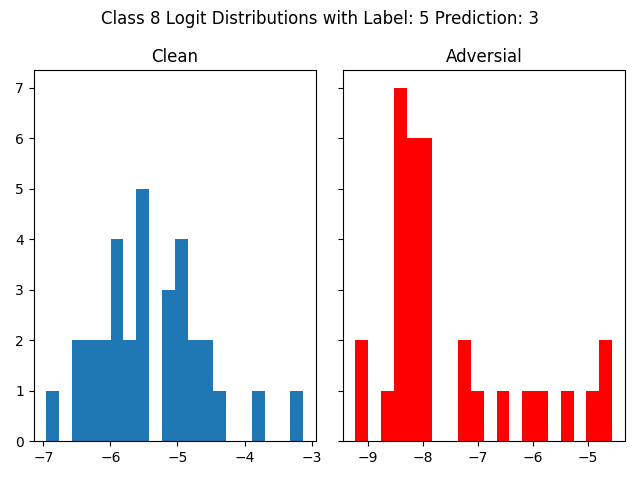 Class 8 Logit Distributions with Label: 5 Prediction: 3
Clean
Adversial
7
6
5
4
3
2
1
0
−7 −6 −5 −4 −3
−9 −8 −7 −6 −5